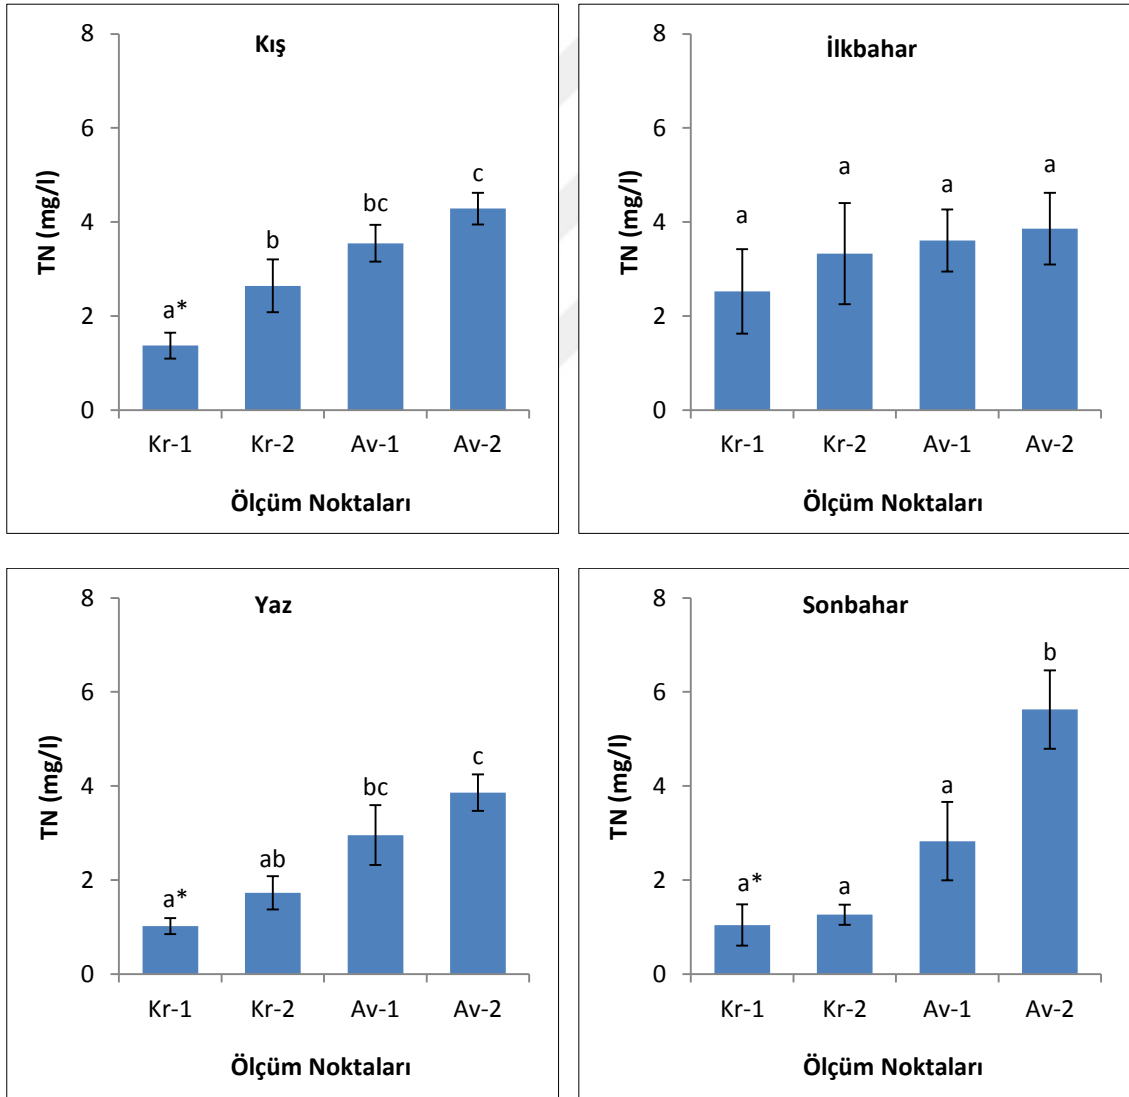 Kış
TN (mg/l)
8
6
4
2
0
a*
b
bc
c
Kr-1 Kr-2 Av-1 Av-2
Ölçüm Noktaları
İlkbahar
TN (mg/l)
8
6
4
2
0
a
a
a
a
Kr-1 Kr-2 Av-1 Av-2
Ölçüm Noktaları
Yaz
TN (mg/l)
8
6
4
2
0
a*
ab
bc
c
Kr-1 Kr-2 Av-1 Av-2
Ölçüm Noktaları
Sonbahar
TN (mg/l)
8
6
4
2
0
a*
a
a
b
Kr-1 Kr-2 Av-1 Av-2
Ölçüm Noktaları